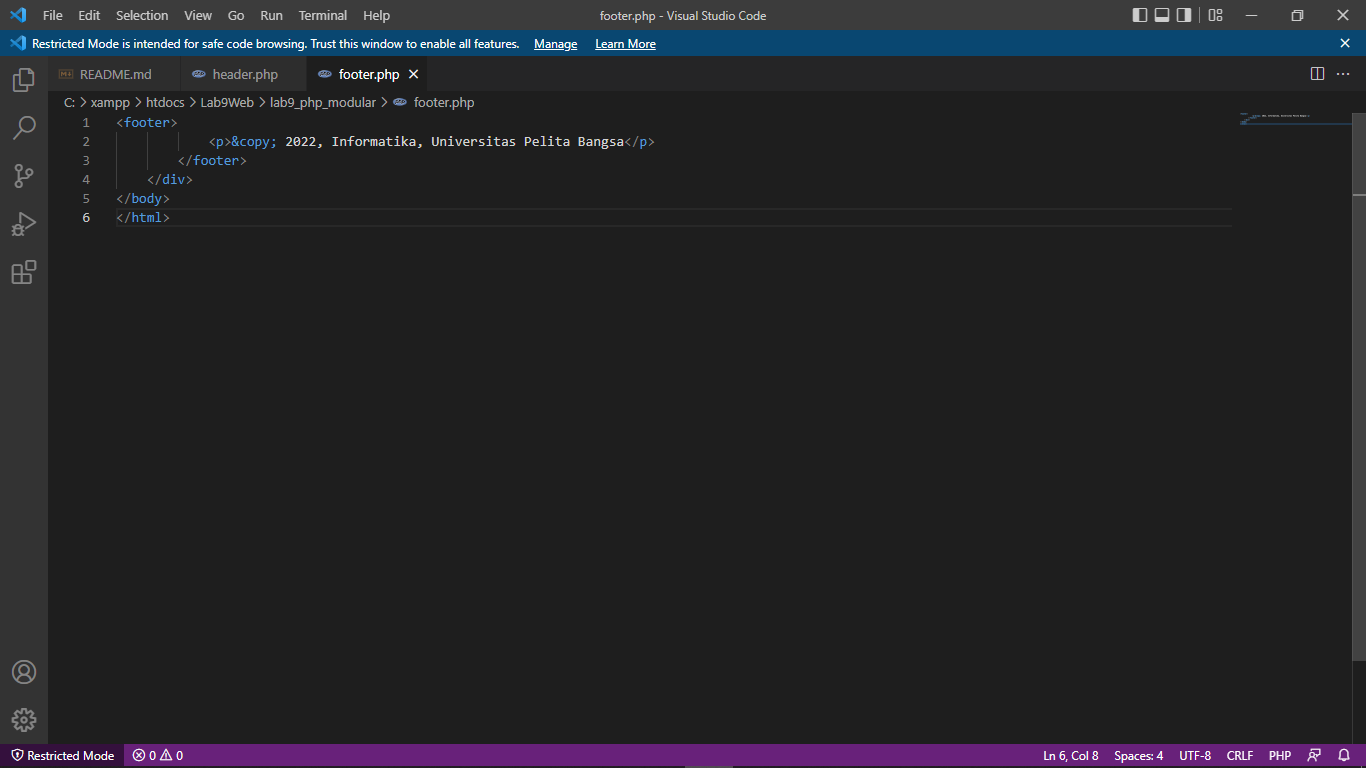 File Edit Selection View Go Run Terminal Help footer.php - Visual Studio Code
Restricted Mode is intended for safe code browsing. Trust this window to enable all features. Manage Learn More
README.md header.php footer.php
C: > xampp > htdocs > Lab9Web > lab9_php_modular > footer.php
1 <footer>
2 <p>&copy; 2022, Informatika, Universitas Pelita Bangsa</p>
3 </footer>
4 </div>
5 </body>
6 </html>
Restricted Mode 0 0 Ln 6, Col 8 Spaces: 4 UTF-8 CRLF PHP